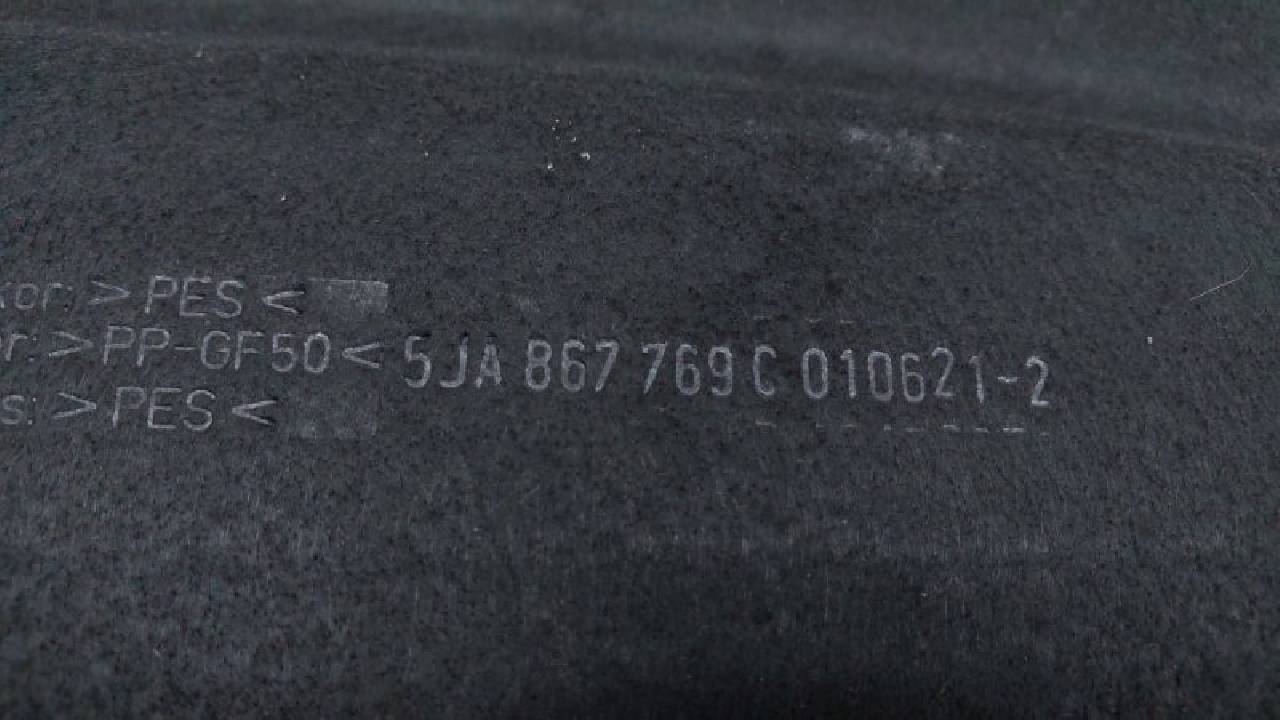 kor: >PES<
or: >PP-GF50< 5JA 867 769 C 010621-2
s: >PES<